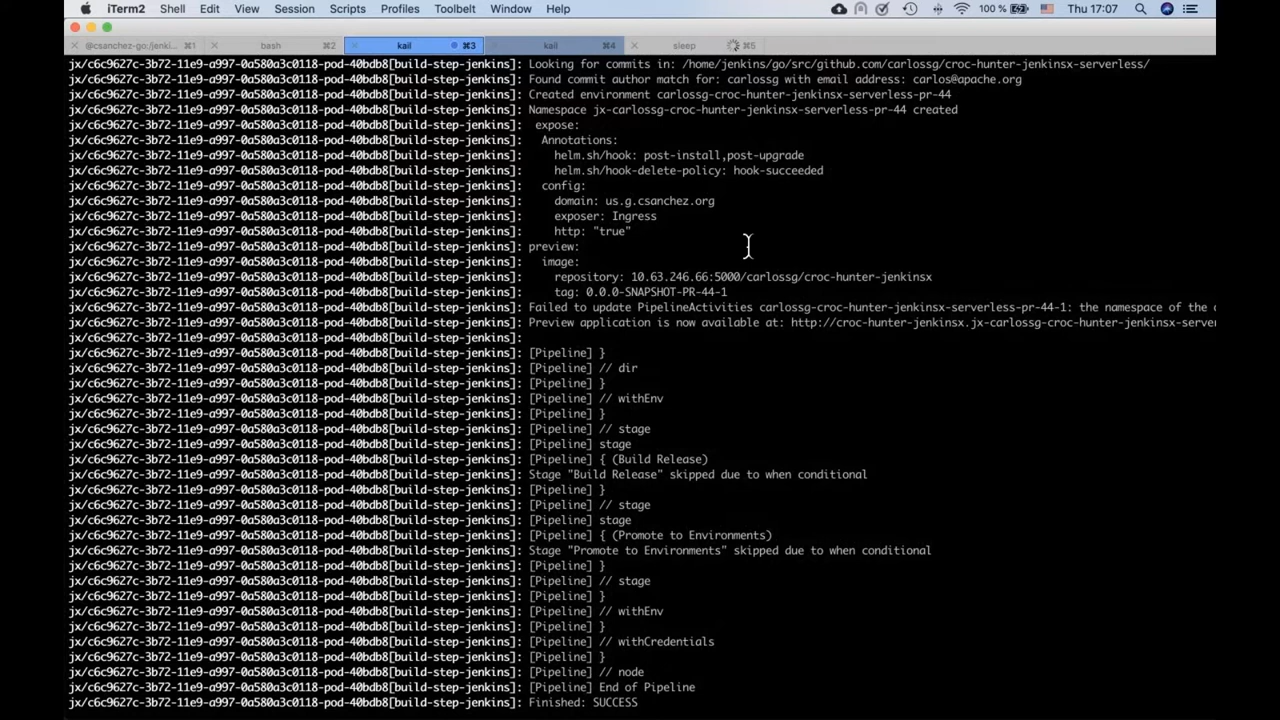 iTerm2 Shell Edit View Session Scripts Profiles Toolbelt Window Help 100 % Thu 17:07
@csanchez-go:/jenki... ⌘1 bash ⌘2 kail ⌘3 kail ⌘4 sleep ⌘5
jx/c6c9627c-3b72-11e9-a997-0a580a3c0118-pod-40bdb8[build-step-jenkins]: Looking for commits in: /home/jenkins/go/src/github.com/carlossg/croc-hunter-jenkinsx-serverless/
jx/c6c9627c-3b72-11e9-a997-0a580a3c0118-pod-40bdb8[build-step-jenkins]: Found commit author match for: carlossg with email address: carlos@apache.org
jx/c6c9627c-3b72-11e9-a997-0a580a3c0118-pod-40bdb8[build-step-jenkins]: Created environment carlossg-croc-hunter-jenkinsx-serverless-pr-44
jx/c6c9627c-3b72-11e9-a997-0a580a3c0118-pod-40bdb8[build-step-jenkins]: Namespace jx-carlossg-croc-hunter-jenkinsx-serverless-pr-44 created
jx/c6c9627c-3b72-11e9-a997-0a580a3c0118-pod-40bdb8[build-step-jenkins]: expose:
jx/c6c9627c-3b72-11e9-a997-0a580a3c0118-pod-40bdb8[build-step-jenkins]: Annotations:
jx/c6c9627c-3b72-11e9-a997-0a580a3c0118-pod-40bdb8[build-step-jenkins]: helm.sh/hook: post-install,post-upgrade
jx/c6c9627c-3b72-11e9-a997-0a580a3c0118-pod-40bdb8[build-step-jenkins]: helm.sh/hook-delete-policy: hook-succeeded
jx/c6c9627c-3b72-11e9-a997-0a580a3c0118-pod-40bdb8[build-step-jenkins]: config:
jx/c6c9627c-3b72-11e9-a997-0a580a3c0118-pod-40bdb8[build-step-jenkins]: domain: us.g.csanchez.org
jx/c6c9627c-3b72-11e9-a997-0a580a3c0118-pod-40bdb8[build-step-jenkins]: exposer: Ingress
jx/c6c9627c-3b72-11e9-a997-0a580a3c0118-pod-40bdb8[build-step-jenkins]: http: "true"
jx/c6c9627c-3b72-11e9-a997-0a580a3c0118-pod-40bdb8[build-step-jenkins]: preview:
jx/c6c9627c-3b72-11e9-a997-0a580a3c0118-pod-40bdb8[build-step-jenkins]: image:
jx/c6c9627c-3b72-11e9-a997-0a580a3c0118-pod-40bdb8[build-step-jenkins]: repository: 10.63.246.66:5000/carlossg/croc-hunter-jenkinsx
jx/c6c9627c-3b72-11e9-a997-0a580a3c0118-pod-40bdb8[build-step-jenkins]: tag: 0.0.0-SNAPSHOT-PR-44-1
jx/c6c9627c-3b72-11e9-a997-0a580a3c0118-pod-40bdb8[build-step-jenkins]: Failed to update PipelineActivities carlossg-croc-hunter-jenkinsx-serverless-pr-44-1: the namespace of the
jx/c6c9627c-3b72-11e9-a997-0a580a3c0118-pod-40bdb8[build-step-jenkins]: Preview application is now available at: http://croc-hunter-jenkinsx.jx-carlossg-croc-hunter-jenkinsx-server
jx/c6c9627c-3b72-11e9-a997-0a580a3c0118-pod-40bdb8[build-step-jenkins]:
jx/c6c9627c-3b72-11e9-a997-0a580a3c0118-pod-40bdb8[build-step-jenkins]: [Pipeline] }
jx/c6c9627c-3b72-11e9-a997-0a580a3c0118-pod-40bdb8[build-step-jenkins]: [Pipeline] // dir
jx/c6c9627c-3b72-11e9-a997-0a580a3c0118-pod-40bdb8[build-step-jenkins]: [Pipeline] }
jx/c6c9627c-3b72-11e9-a997-0a580a3c0118-pod-40bdb8[build-step-jenkins]: [Pipeline] // withEnv
jx/c6c9627c-3b72-11e9-a997-0a580a3c0118-pod-40bdb8[build-step-jenkins]: [Pipeline] }
jx/c6c9627c-3b72-11e9-a997-0a580a3c0118-pod-40bdb8[build-step-jenkins]: [Pipeline] // stage
jx/c6c9627c-3b72-11e9-a997-0a580a3c0118-pod-40bdb8[build-step-jenkins]: [Pipeline] stage
jx/c6c9627c-3b72-11e9-a997-0a580a3c0118-pod-40bdb8[build-step-jenkins]: [Pipeline] { (Build Release)
jx/c6c9627c-3b72-11e9-a997-0a580a3c0118-pod-40bdb8[build-step-jenkins]: Stage "Build Release" skipped due to when conditional
jx/c6c9627c-3b72-11e9-a997-0a580a3c0118-pod-40bdb8[build-step-jenkins]: [Pipeline] }
jx/c6c9627c-3b72-11e9-a997-0a580a3c0118-pod-40bdb8[build-step-jenkins]: [Pipeline] // stage
jx/c6c9627c-3b72-11e9-a997-0a580a3c0118-pod-40bdb8[build-step-jenkins]: [Pipeline] stage
jx/c6c9627c-3b72-11e9-a997-0a580a3c0118-pod-40bdb8[build-step-jenkins]: [Pipeline] { (Promote to Environments)
jx/c6c9627c-3b72-11e9-a997-0a580a3c0118-pod-40bdb8[build-step-jenkins]: Stage "Promote to Environments" skipped due to when conditional
jx/c6c9627c-3b72-11e9-a997-0a580a3c0118-pod-40bdb8[build-step-jenkins]: [Pipeline] }
jx/c6c9627c-3b72-11e9-a997-0a580a3c0118-pod-40bdb8[build-step-jenkins]: [Pipeline] // stage
jx/c6c9627c-3b72-11e9-a997-0a580a3c0118-pod-40bdb8[build-step-jenkins]: [Pipeline] }
jx/c6c9627c-3b72-11e9-a997-0a580a3c0118-pod-40bdb8[build-step-jenkins]: [Pipeline] // withEnv
jx/c6c9627c-3b72-11e9-a997-0a580a3c0118-pod-40bdb8[build-step-jenkins]: [Pipeline] }
jx/c6c9627c-3b72-11e9-a997-0a580a3c0118-pod-40bdb8[build-step-jenkins]: [Pipeline] // withCredentials
jx/c6c9627c-3b72-11e9-a997-0a580a3c0118-pod-40bdb8[build-step-jenkins]: [Pipeline] }
jx/c6c9627c-3b72-11e9-a997-0a580a3c0118-pod-40bdb8[build-step-jenkins]: [Pipeline] // node
jx/c6c9627c-3b72-11e9-a997-0a580a3c0118-pod-40bdb8[build-step-jenkins]: [Pipeline] End of Pipeline
jx/c6c9627c-3b72-11e9-a997-0a580a3c0118-pod-40bdb8[build-step-jenkins]: Finished: SUCCESS